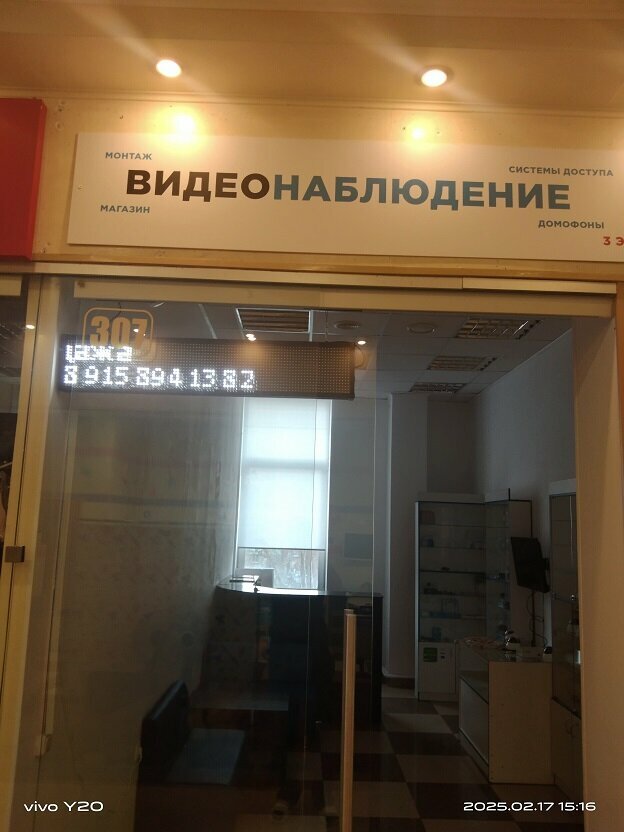 МОНТАЖ
СИСТЕМЫ ДОСТУПА
ВИДЕОНАБЛЮДЕНИЕ
МАГАЗИН
ДОМОФОНЫ
3 Э
307
8 915 894 13 82
vivo Y20
2025.02.17 15:16